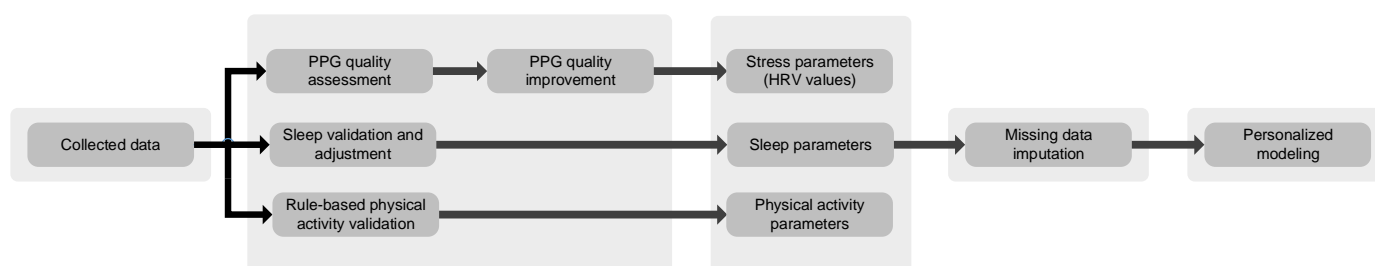 Collected data
PPG quality
assessment
PPG quality
improvement
Stress parameters
(HRV values)
Sleep validation and
adjustment
Sleep parameters
Rule-based physical
activity validation
Physical activity
parameters
Missing data
imputation
Personalized
modeling